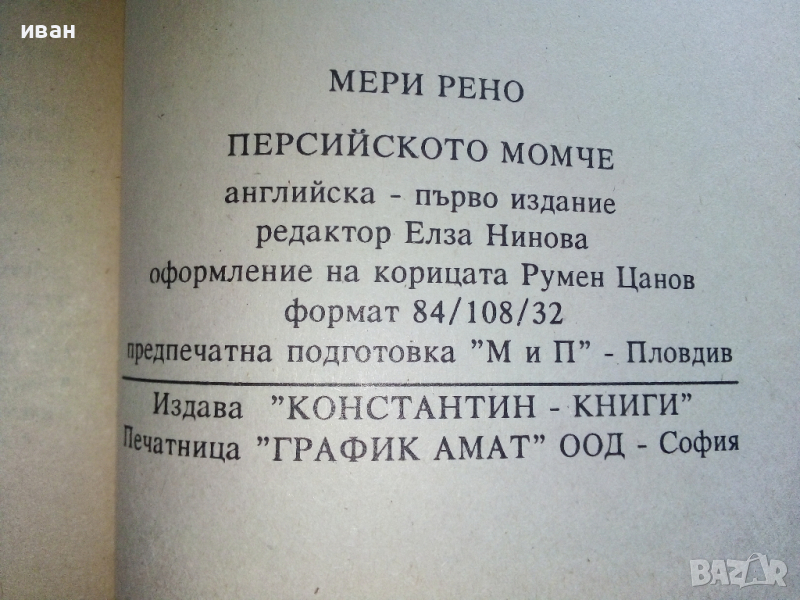 иван
МЕРИ РЕНО
ПЕРСИЙСКОТО МОМЧЕ
английска - първо издание
редактор Елза Нинова
оформление на корицата Румен Цанов
формат 84/108/32
предпечатна подготовка "М и П" - Пловдив
Издава "КОНСТАНТИН - КНИГИ"
Печатница "ГРАФИК АМАТ" ООД - София
BAZAR